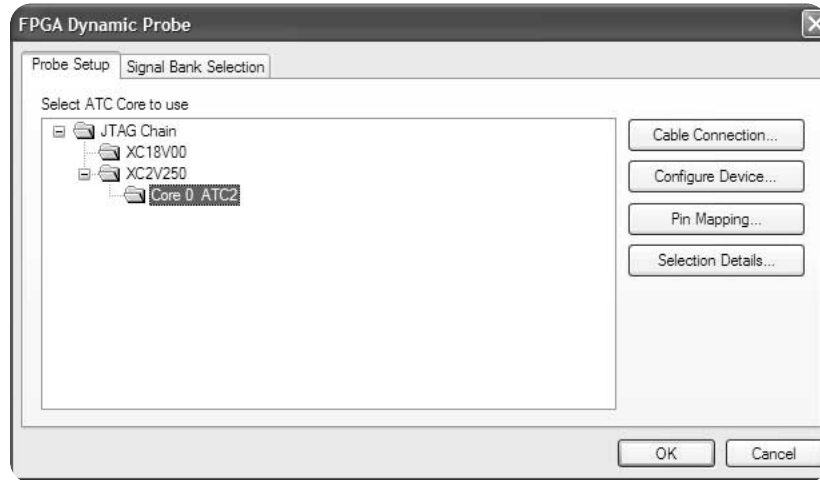 FPGA Dynamic Probe
Probe Setup
Signal Bank Selection
Select ATC Core to use
JTAG Chain
XC18V00
XC2V250
Core 0 ATC2
Cable Connection...
Configure Device...
Pin Mapping...
Selection Details...
OK
Cancel